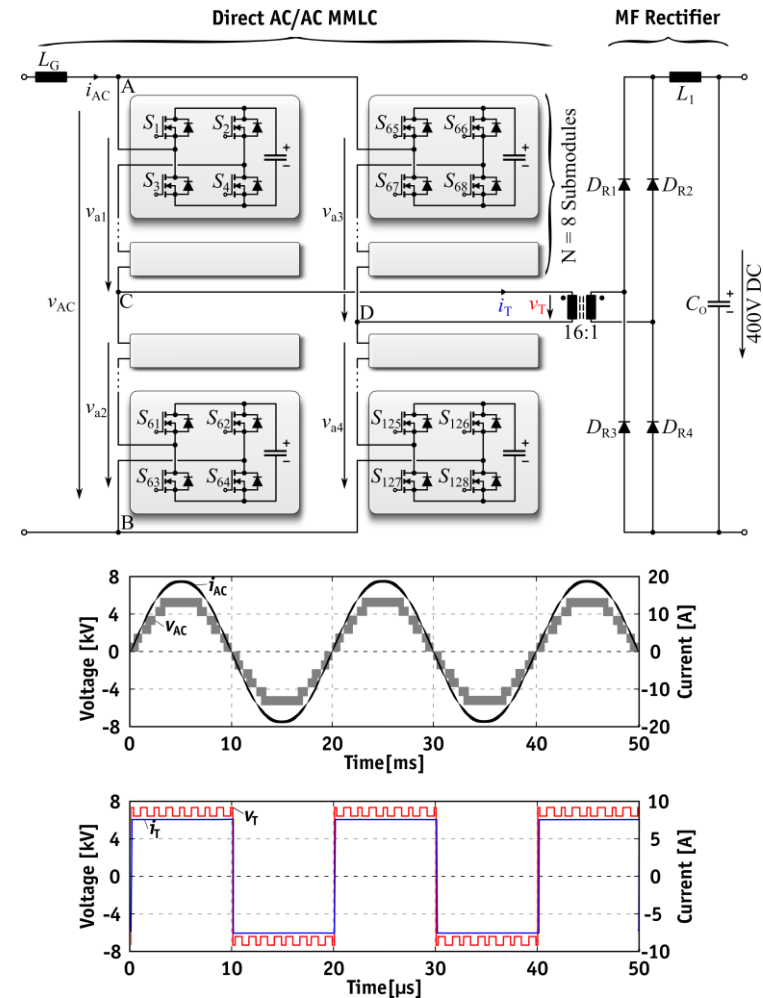 Direct AC/AC MMLC
MF Rectifier
L_G
i_AC
A
L_1
S_1
S_2
S_3
S_4
S_65
S_66
S_67
S_68
+
−
+
−
v_a1
v_a3
N = 8 Submodules
D_R1
D_R2
C
D
i_T
v_T
16:1
v_AC
C_o
+
−
400V DC
v_a2
v_a4
S_61
S_62
S_63
S_64
S_125
S_126
S_127
S_128
+
−
+
−
D_R3
D_R4
B
Voltage [kV]
8
4
0
-4
-8
i_AC
v_AC
20
10
0
-10
-20
Current [A]
0 10 20 30 40 50
Time[ms]
Voltage [kV]
8
4
0
-4
-8
v_T
i_T
10
5
0
-5
-10
Current [A]
0 10 20 30 40 50
Time[µs]